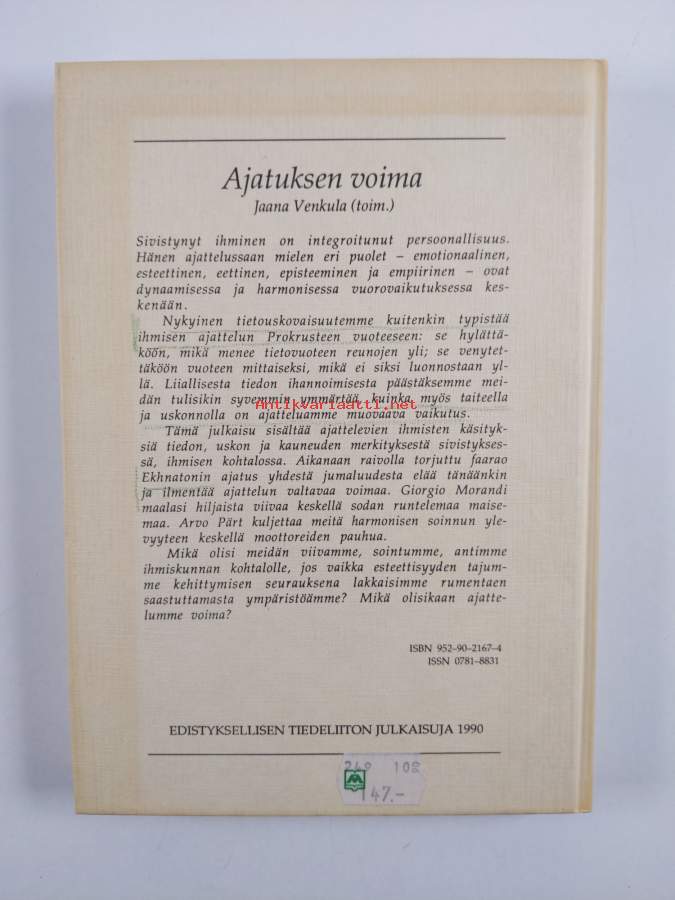 Ajatuksen voima
Jaana Venkula (toim.)
Sivistynyt ihminen on integroitunut persoonallisuus.
Hänen ajattelussaan mielen eri puolet – emotionaalinen,
esteettinen, eettinen, episteeminen ja empiirinen – ovat
dynaamisessa ja harmonisessa vuorovaikutuksessa kes-
kenään.
Nykyinen tietouskovaisuutemme kuitenkin typistää
ihmisen ajattelun Prokrusteen vuoteeseen: se hylättä-
köön, mikä menee tietovuoteen reunojen yli; se venytet-
täköön vuoteen mittaiseksi, mikä ei siksi luonnostaan yl-
lä. Liiallisesta tiedon ihannoimisesta päästäksemme mei-
dän tulisikin syvemmin ymmärtää, kuinka myös taiteella
Antikvariaatti.net
ja uskonnolla on ajatteluamme muovaava vaikutus.
Tämä julkaisu sisältää ajattelevien ihmisten käsityk-
siä tiedon, uskon ja kauneuden merkityksestä sivistykses-
sä, ihmisen kohtalossa. Aikanaan raivolla torjuttu faarao
Ekhnatonin ajatus yhdestä jumaluudesta elää tänäänkin
ja ilmentää ajattelun valtavaa voimaa. Giorgio Morandi
maalasi hiljaista viivaa keskellä sodan runtelemaa maise-
maa. Arvo Pärt kuljettaa meitä harmonisen soinnun yle-
vyyteen keskellä moottoreiden pauhua.
Mikä olisi meidän viivamme, sointumme, antimme
ihmiskunnan kohtalolle, jos vaikka esteettisyyden tajum-
me kehittymisen seurauksena lakkaisimme rumentaen
saastuttamasta ympäristöämme? Mikä olisikaan ajatte-
lumme voima?
ISBN 952–90–2167–4
ISSN 0781–8831
EDISTYKSELLISEN TIEDELIITON JULKAISUJA 1990
249 108
147.-